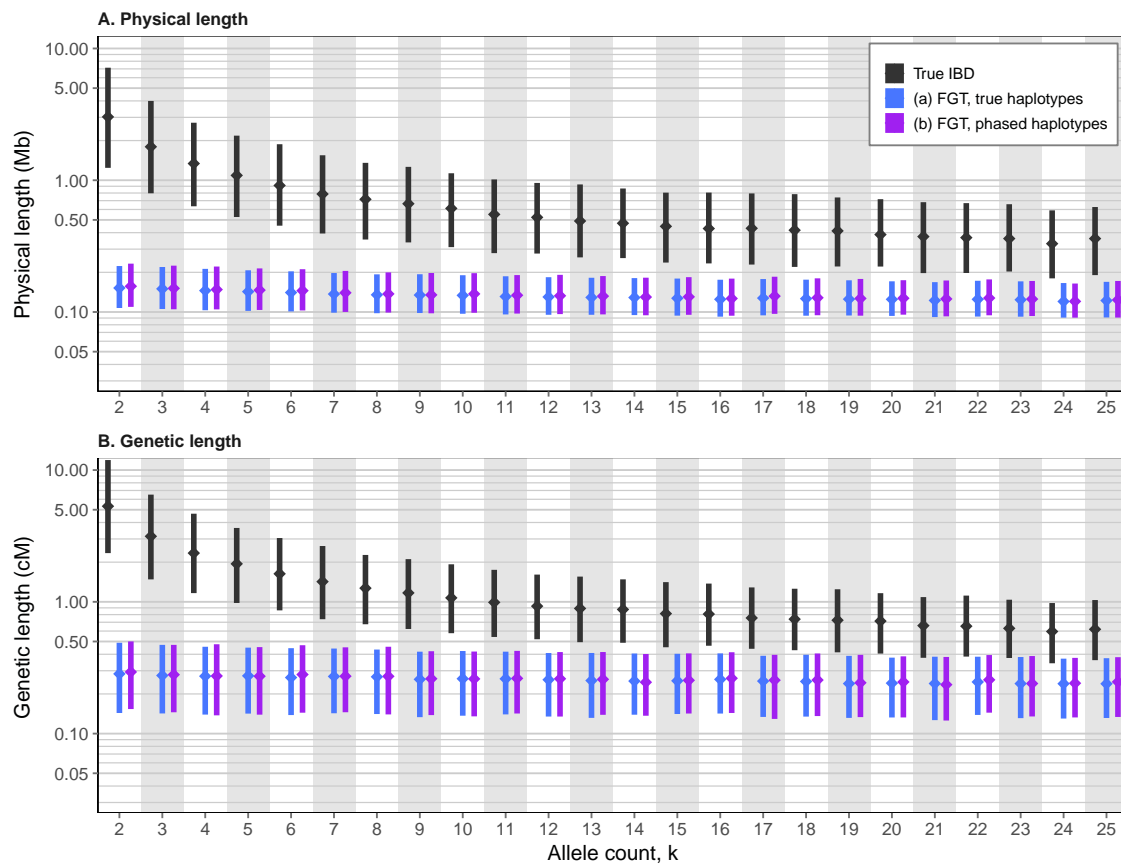 A. Physical length
10.00
5.00
1.00
0.50
0.10
0.05
Physical length (Mb)
True IBD
(a) FGT, true haplotypes
(b) FGT, phased haplotypes
2 3 4 5 6 7 8 9 10 11 12 13 14 15 16 17 18 19 20 21 22 23 24 25
B. Genetic length
10.00
5.00
1.00
0.50
0.10
0.05
Genetic length (cM)
2 3 4 5 6 7 8 9 10 11 12 13 14 15 16 17 18 19 20 21 22 23 24 25
Allele count, k